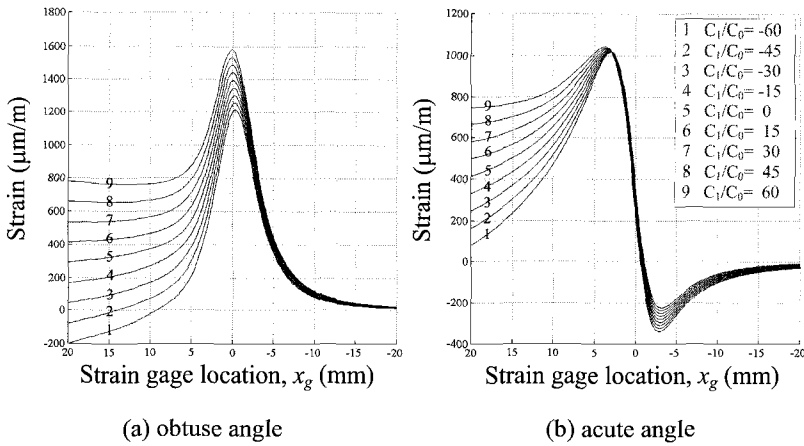 Strain (μm/m)
1800
1600
1400
1200
1000
800
600
400
200
0
-200
9
8
7
6
5
4
3
2
1
20 15 10 5 0 -5 -10 -15 -20
Strain gage location, x_g (mm)
(a) obtuse angle
Strain (μm/m)
1200
1000
800
600
400
200
0
-200
-400
9
8
7
6
5
4
3
2
1
1 C₁/C₀= -60
2 C₁/C₀= -45
3 C₁/C₀= -30
4 C₁/C₀= -15
5 C₁/C₀= 0
6 C₁/C₀= 15
7 C₁/C₀= 30
8 C₁/C₀= 45
9 C₁/C₀= 60
20 15 10 5 0 -5 -10 -15 -20
Strain gage location, x_g (mm)
(b) acute angle